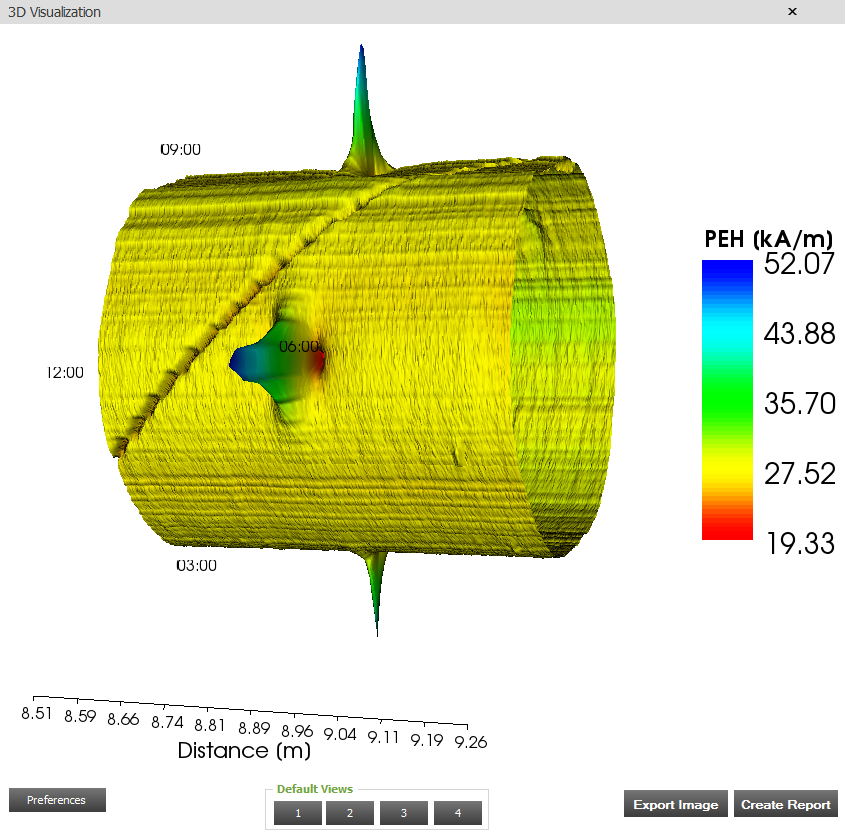 3D Visualization
×
09:00
06:00
12:00
03:00
PEH (kA/m)
52.07
43.88
35.70
27.52
19.33
8.51 8.59 8.66 8.74 8.81 8.89 8.96 9.04 9.11 9.19 9.26
Distance (m)
Preferences
Default Views
1 2 3 4
Export Image
Create Report